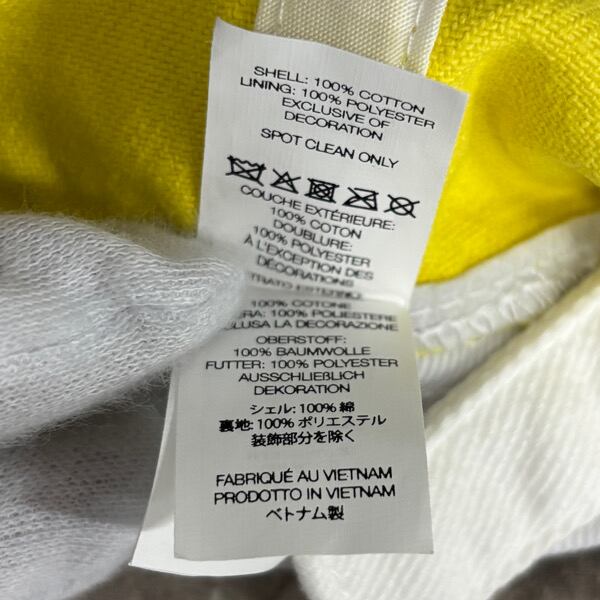 SHELL: 100% COTTON
LINING: 100% POLYESTER
EXCLUSIVE OF
DECORATION
SPOT CLEAN ONLY
COUCHE EXTÉRIEURE:
100% COTON
DOUBLURE:
100% POLYESTER
À L'EXCEPTION DES
DÉCORATIONS
ESTERNO:
100% COTONE
100% POLIESTERE
LA DECORAZIONE
OBERSTOFF:
100% BAUMWOLLE
FUTTER: 100% POLYESTER
AUSSCHLIEßLICH
DEKORATION
シェル: 100% 綿
裏地: 100% ポリエステル
装飾部分を除く
FABRIQUÉ AU VIETNAM
PRODOTTO IN VIETNAM
ベトナム製